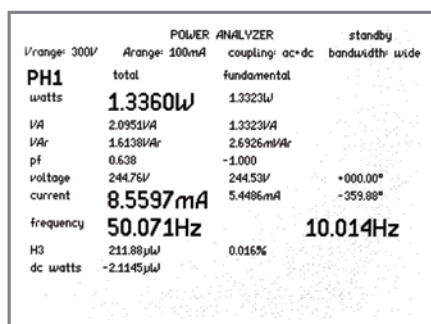 POWER ANALYZER standby
Vrange: 300V Arange: 100mA coupling: ac+dc bandwidth: wide
PH1 total fundamental
watts 1.3360W 1.3323W
VA 2.0951VA 1.3323VA
VAr 1.6138VAr 2.6926mVAr
pf 0.638 -1.000
voltage 244.76V 244.53V +000.00°
current 8.5597mA 5.4486mA -359.88°
frequency 50.071Hz 10.014Hz
H3 211.88µW 0.016%
dc watts -2.1145µW